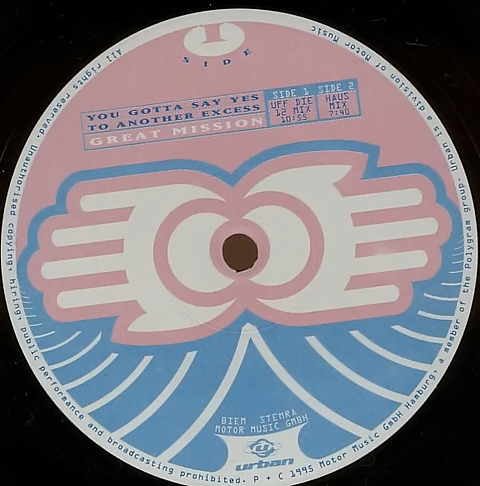 1
SIDE
YOU GOTTA SAY YES
TO ANOTHER EXCESS
GREAT MISSION
SIDE 1
UFF DIE
12 MIX
10:55
SIDE 2
HAUS
MIX
7:40
BIEM STEMRA
MOTOR MUSIC GMBH
u
urban
All rights reserved. Unauthorised copying, hiring, public performance and broadcasting prohibited. P + C 1995 Motor Music GmbH Hamburg, a member of the Polygram group. Urban is a division of Motor Music